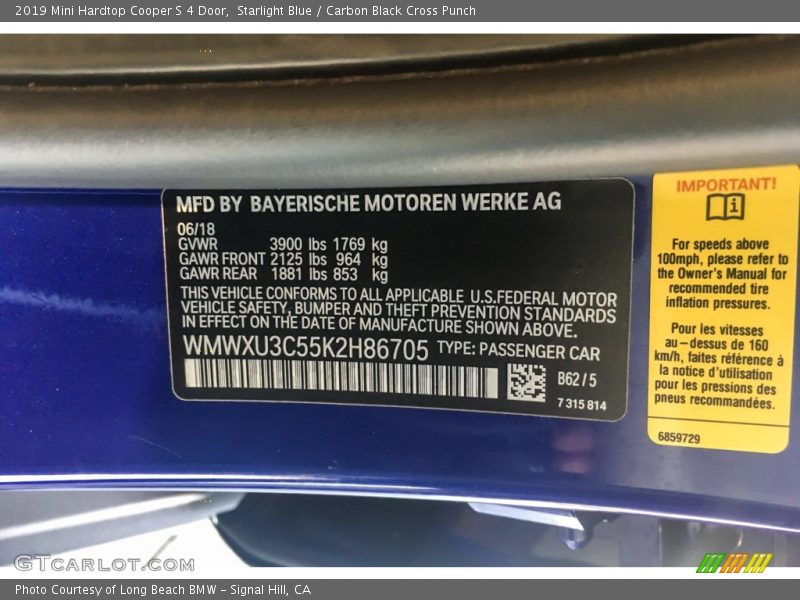 2019 Mini Hardtop Cooper S 4 Door,  Starlight Blue / Carbon Black Cross Punch
MFD BY BAYERISCHE MOTOREN WERKE AG
06/18
GVWR 3900 lbs 1769 kg
GAWR FRONT 2125 lbs 964 kg
GAWR REAR 1881 lbs 853 kg
THIS VEHICLE CONFORMS TO ALL APPLICABLE U.S.FEDERAL MOTOR
VEHICLE SAFETY, BUMPER AND THEFT PREVENTION STANDARDS
IN EFFECT ON THE DATE OF MANUFACTURE SHOWN ABOVE.
WMWXU3C55K2H86705 TYPE: PASSENGER CAR
B62 / 5
7 315 814
IMPORTANT!
For speeds above
100mph, please refer to
the Owner's Manual for
recommended tire
inflation pressures.
Pour les vitesses
au-dessus de 160
km/h, faites référence à
la notice d'utilisation
pour les pressions des
pneus recommandées.
6859729
GTCARLOT.COM
Photo Courtesy of Long Beach BMW - Signal Hill, CA